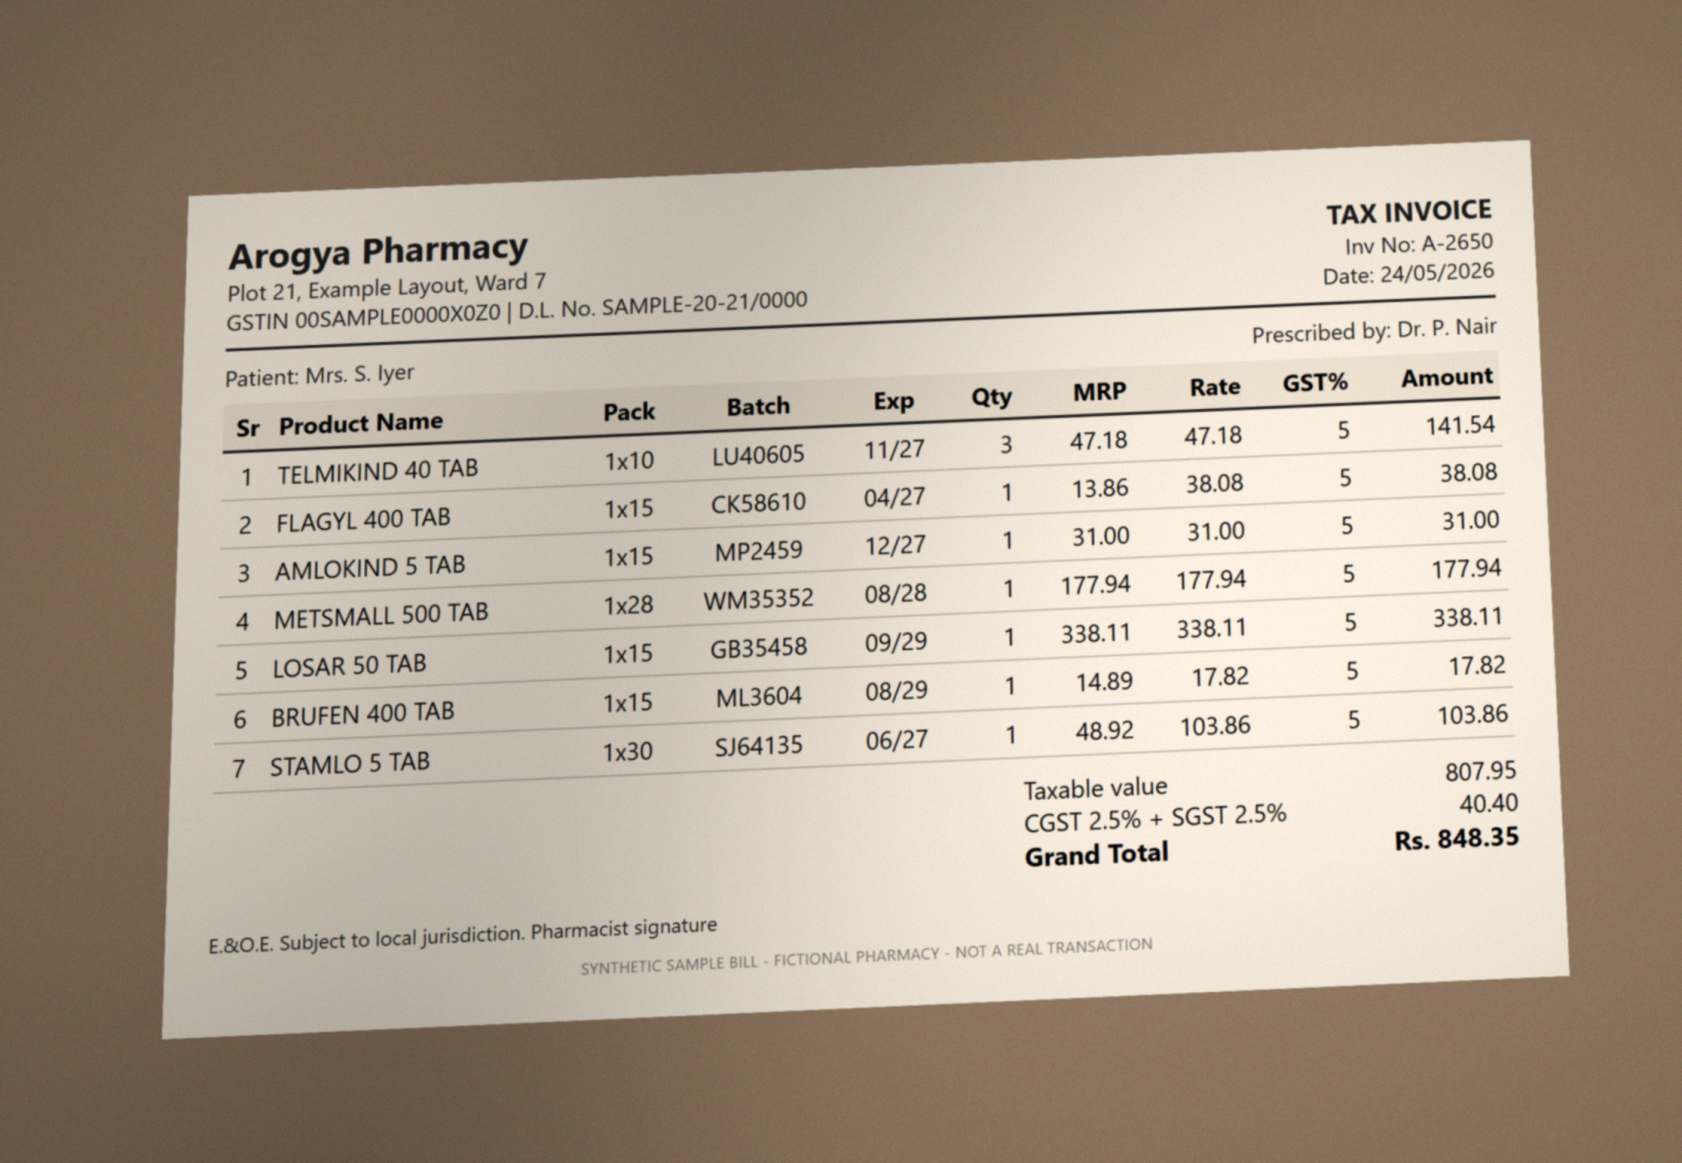 Arogya Pharmacy
Plot 21, Example Layout, Ward 7
GSTIN 00SAMPLE0000X0Z0 | D.L. No. SAMPLE-20-21/0000
TAX INVOICE
Inv No: A-2650
Date: 24/05/2026
Patient: Mrs. S. Iyer
Prescribed by: Dr. P. Nair
Sr Product Name Pack Batch Exp Qty MRP Rate GST% Amount
1 TELMIKIND 40 TAB 1x10 LU40605 11/27 3 47.18 47.18 5 141.54
2 FLAGYL 400 TAB 1x15 CK58610 04/27 1 13.86 38.08 5 38.08
3 AMLOKIND 5 TAB 1x15 MP2459 12/27 1 31.00 31.00 5 31.00
4 METSMALL 500 TAB 1x28 WM35352 08/28 1 177.94 177.94 5 177.94
5 LOSAR 50 TAB 1x15 GB35458 09/29 1 338.11 338.11 5 338.11
6 BRUFEN 400 TAB 1x15 ML3604 08/29 1 14.89 17.82 5 17.82
7 STAMLO 5 TAB 1x30 SJ64135 06/27 1 48.92 103.86 5 103.86
Taxable value 807.95
CGST 2.5% + SGST 2.5% 40.40
Grand Total Rs. 848.35
E.&O.E. Subject to local jurisdiction. Pharmacist signature
SYNTHETIC SAMPLE BILL - FICTIONAL PHARMACY - NOT A REAL TRANSACTION